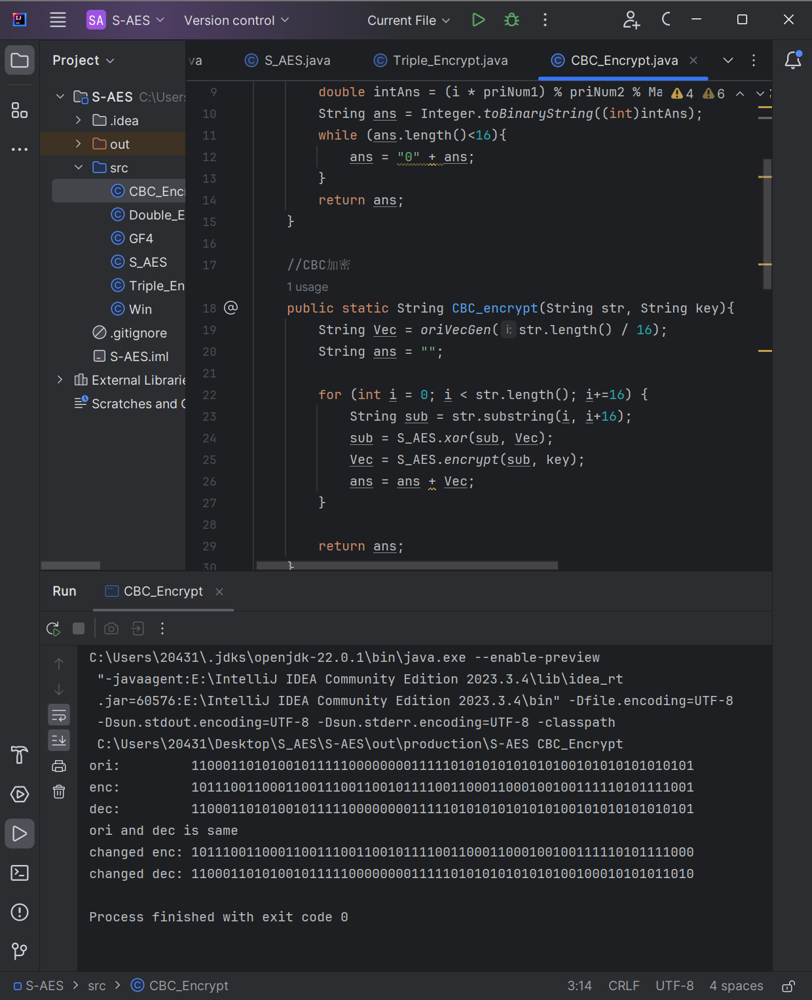 SA S-AES Version control Current File
Project
va S_AES.java Triple_Encrypt.java CBC_Encrypt.java
S-AES C:\Users
.idea
out
src
CBC_Enc
Double_E
GF4
S_AES
Triple_En
Win
.gitignore
S-AES.iml
External Librarie
Scratches and C
4 6
9 double intAns = (i * priNum1) % priNum2 % Ma
10 String ans = Integer.toBinaryString((int)intAns);
11 while (ans.length()<16){
12 ans = "0" + ans;
13 }
14 return ans;
15 }
16
17 //CBC加密
1 usage
18 @ public static String CBC_encrypt(String str, String key){
19 String Vec = oriVecGen( i: str.length() / 16);
20 String ans = "";
21
22 for (int i = 0; i < str.length(); i+=16) {
23 String sub = str.substring(i, i+16);
24 sub = S_AES.xor(sub, Vec);
25 Vec = S_AES.encrypt(sub, key);
26 ans = ans + Vec;
27 }
28
29 return ans;
30 }
Run CBC_Encrypt
C:\Users\20431\.jdks\openjdk-22.0.1\bin\java.exe --enable-preview
"-javaagent:E:\IntelliJ IDEA Community Edition 2023.3.4\lib\idea_rt
.jar=60576:E:\IntelliJ IDEA Community Edition 2023.3.4\bin" -Dfile.encoding=UTF-8
-Dsun.stdout.encoding=UTF-8 -Dsun.stderr.encoding=UTF-8 -classpath
C:\Users\20431\Desktop\S_AES\S-AES\out\production\S-AES CBC_Encrypt
ori: 1100011010100101111100000000111110101010101010100101010101010101
enc: 1011100110001100111001100101111001100011000100100111110101111001
dec: 1100011010100101111100000000111110101010101010100101010101010101
ori and dec is same
changed enc: 1011100110001100111001100101111001100011000100100111110101111000
changed dec: 1100011010100101111100000000111110101010101010100100010101011010
Process finished with exit code 0
S-AES src CBC_Encrypt 3:14 CRLF UTF-8 4 spaces